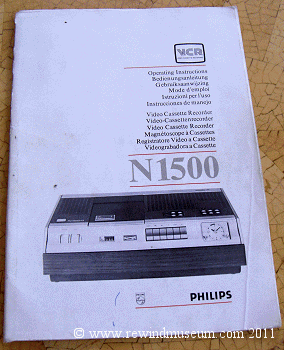 VCR
Operating Instructions
Bedienungsanleitung
Gebruiksaanwijzing
Mode d'emploi
Istruzioni per l'uso
Instrucciones de manejo
Video Cassette Recorder
Video-Cassettenrecorder
Video Cassette Recorder
Magnétoscope à Cassettes
Registratore Video a Cassette
Videograbadora a Cassette
N1500
PHILIPS
© www.rewindmuseum.com 2011